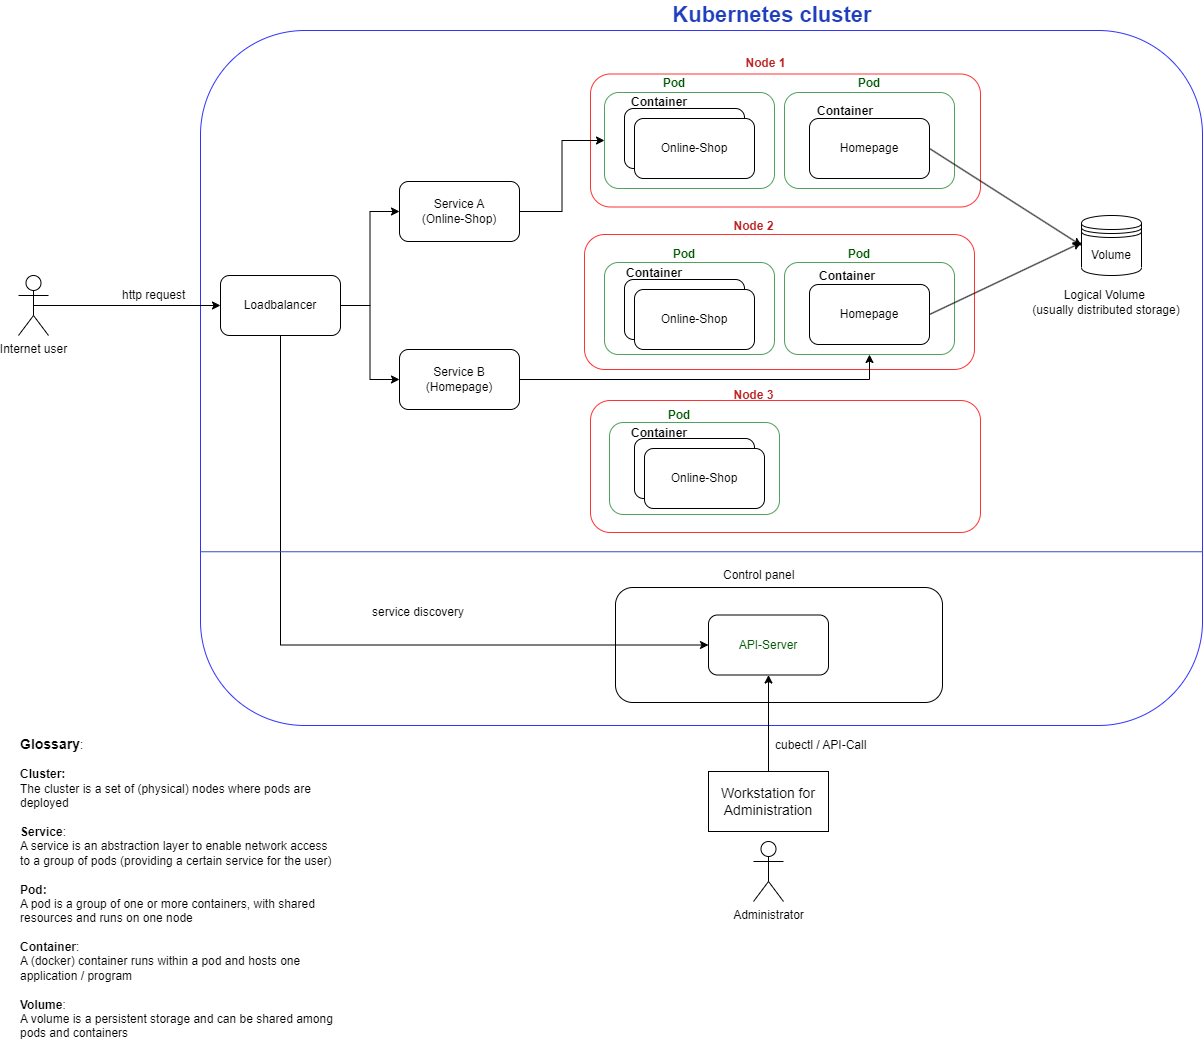 Kubernetes cluster
Node 1
Pod
Pod
Container
Container
Online-Shop
Homepage
Service A
(Online-Shop)
Node 2
Pod
Pod
Container
Container
Online-Shop
Homepage
Volume
Logical Volume
(usually distributed storage)
http request
Loadbalancer
Internet user
Service B
(Homepage)
Node 3
Pod
Container
Online-Shop
Control panel
service discovery
API-Server
cubectl / API-Call
Workstation for
Administration
Administrator
Glossary:
Cluster:
The cluster is a set of (physical) nodes where pods are
deployed
Service:
A service is an abstraction layer to enable network access
to a group of pods (providing a certain service for the user)
Pod:
A pod is a group of one or more containers, with shared
resources and runs on one node
Container:
A (docker) container runs within a pod and hosts one
application / program
Volume:
A volume is a persistent storage and can be shared among
pods and containers